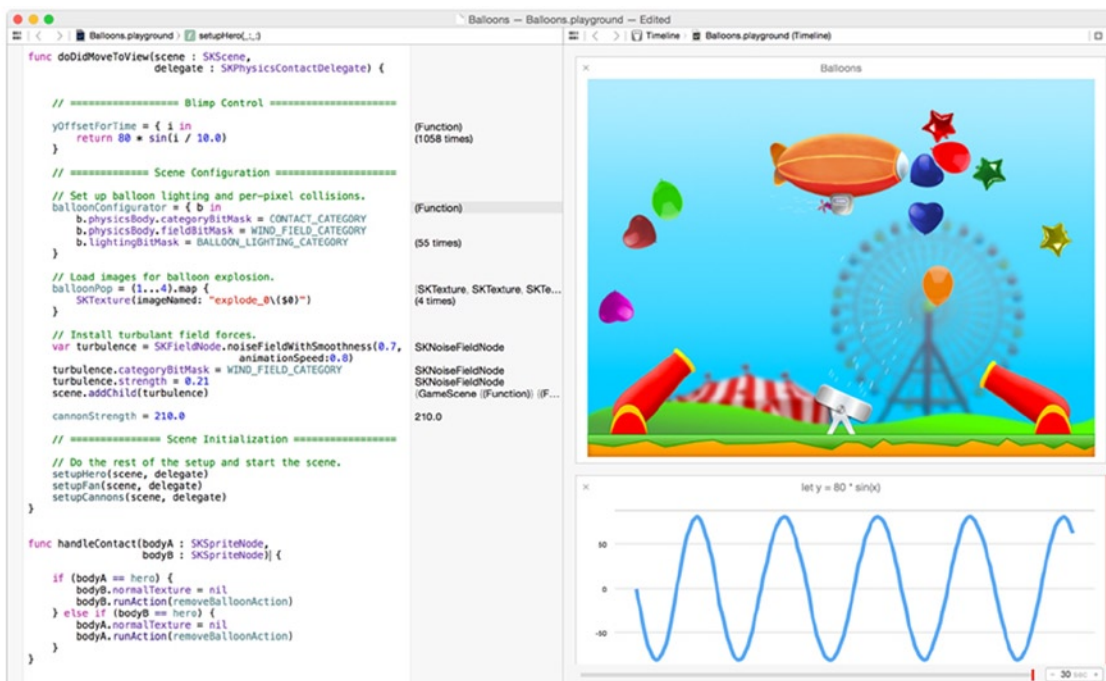 Balloons — Balloons.playground — Edited
Balloons.playground › setupHero(_:_:)
func doDidMoveToView(scene : SKScene,
delegate : SKPhysicsContactDelegate) {
// ================== Blimp Control =====================
yOffsetForTime = { i in
return 80 * sin(i / 10.0)
}
// ============= Scene Configuration ====================
// Set up balloon lighting and per-pixel collisions.
balloonConfigurator = { b in
b.physicsBody.categoryBitMask = CONTACT_CATEGORY
b.physicsBody.fieldBitMask = WIND_FIELD_CATEGORY
b.lightingBitMask = BALLOON_LIGHTING_CATEGORY
}
// Load images for balloon explosion.
balloonPop = (1...4).map {
SKTexture(imageNamed: "explode_0\($0)")
}
// Install turbulant field forces.
var turbulence = SKFieldNode.noiseFieldWithSmoothness(0.7,
animationSpeed:0.8)
turbulence.categoryBitMask = WIND_FIELD_CATEGORY
turbulence.strength = 0.21
scene.addChild(turbulence)
cannonStrength = 210.0
// =============== Scene Initialization =================
// Do the rest of the setup and start the scene.
setupHero(scene, delegate)
setupFan(scene, delegate)
setupCannons(scene, delegate)
}
func handleContact(bodyA : SKSpriteNode,
bodyB : SKSpriteNode) {
if (bodyA == hero) {
bodyB.normalTexture = nil
bodyB.runAction(removeBalloonAction)
} else if (bodyB == hero) {
bodyA.normalTexture = nil
bodyA.runAction(removeBalloonAction)
}
}
(Function)
(1058 times)
(Function)
(55 times)
[SKTexture, SKTexture, SKTe...
(4 times)
SKNoiseFieldNode
SKNoiseFieldNode
SKNoiseFieldNode
{GameScene {(Function)} {(F...
210.0
Timeline › Balloons.playground (Timeline)
Balloons
let y = 80 * sin(x)
50
0
-50
- 30 sec +